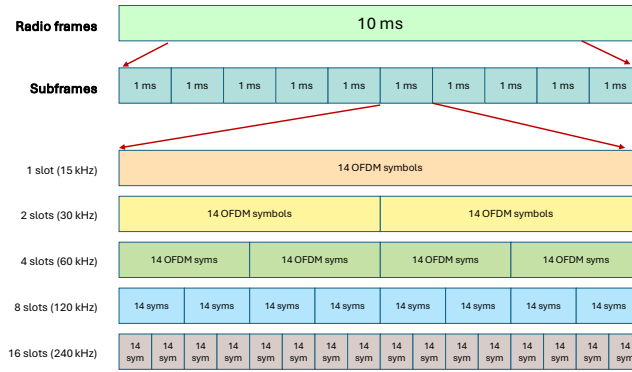 Radio frames
10 ms
Subframes
1 ms 1 ms 1 ms 1 ms 1 ms 1 ms 1 ms 1 ms 1 ms 1 ms
1 slot (15 kHz)
14 OFDM symbols
2 slots (30 kHz)
14 OFDM symbols 14 OFDM symbols
4 slots (60 kHz)
14 OFDM syms 14 OFDM syms 14 OFDM syms 14 OFDM syms
8 slots (120 kHz)
14 syms 14 syms 14 syms 14 syms 14 syms 14 syms 14 syms 14 syms
16 slots (240 kHz)
14 14 14 14 14 14 14 14 14 14 14 14 14 14 14 14
sym sym sym sym sym sym sym sym sym sym sym sym sym sym sym sym